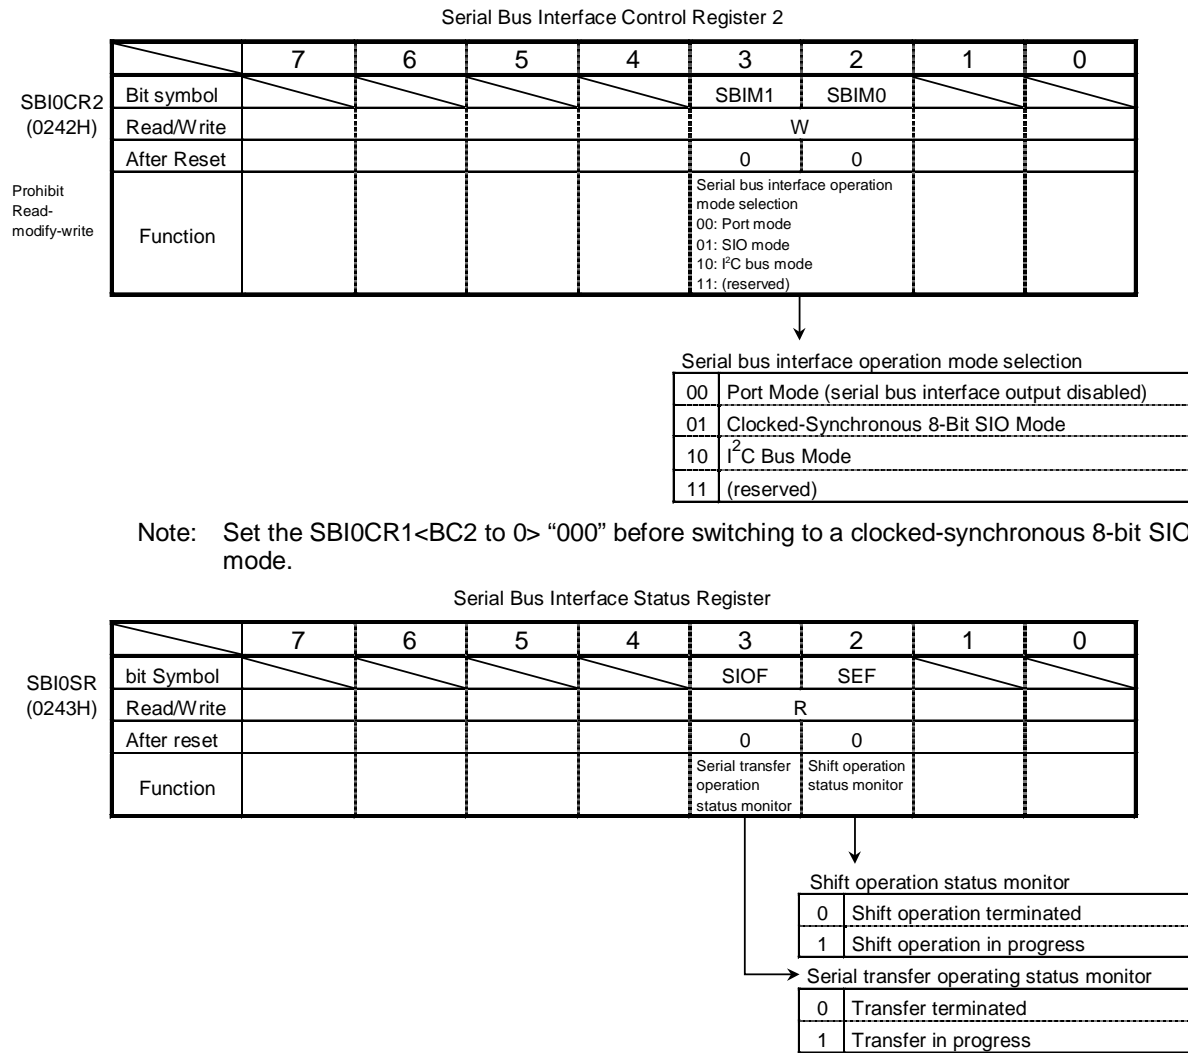 Serial Bus Interface Control Register 2
7 6 5 4 3 2 1 0
SBI0CR2
(0242H)
Prohibit
Read-
modify-write
Bit symbol SBIM1 SBIM0
Read/Write W
After Reset 0 0
Function
Serial bus interface operation
mode selection
00: Port mode
01: SIO mode
10: I²C bus mode
11: (reserved)
Serial bus interface operation mode selection
00 Port Mode (serial bus interface output disabled)
01 Clocked-Synchronous 8-Bit SIO Mode
10 I²C Bus Mode
11 (reserved)
Note: Set the SBI0CR1<BC2 to 0> “000” before switching to a clocked-synchronous 8-bit SIO
mode.
Serial Bus Interface Status Register
7 6 5 4 3 2 1 0
SBI0SR
(0243H)
bit Symbol SIOF SEF
Read/Write R
After reset 0 0
Function
Serial transfer
operation
status monitor
Shift operation
status monitor
Shift operation status monitor
0 Shift operation terminated
1 Shift operation in progress
Serial transfer operating status monitor
0 Transfer terminated
1 Transfer in progress